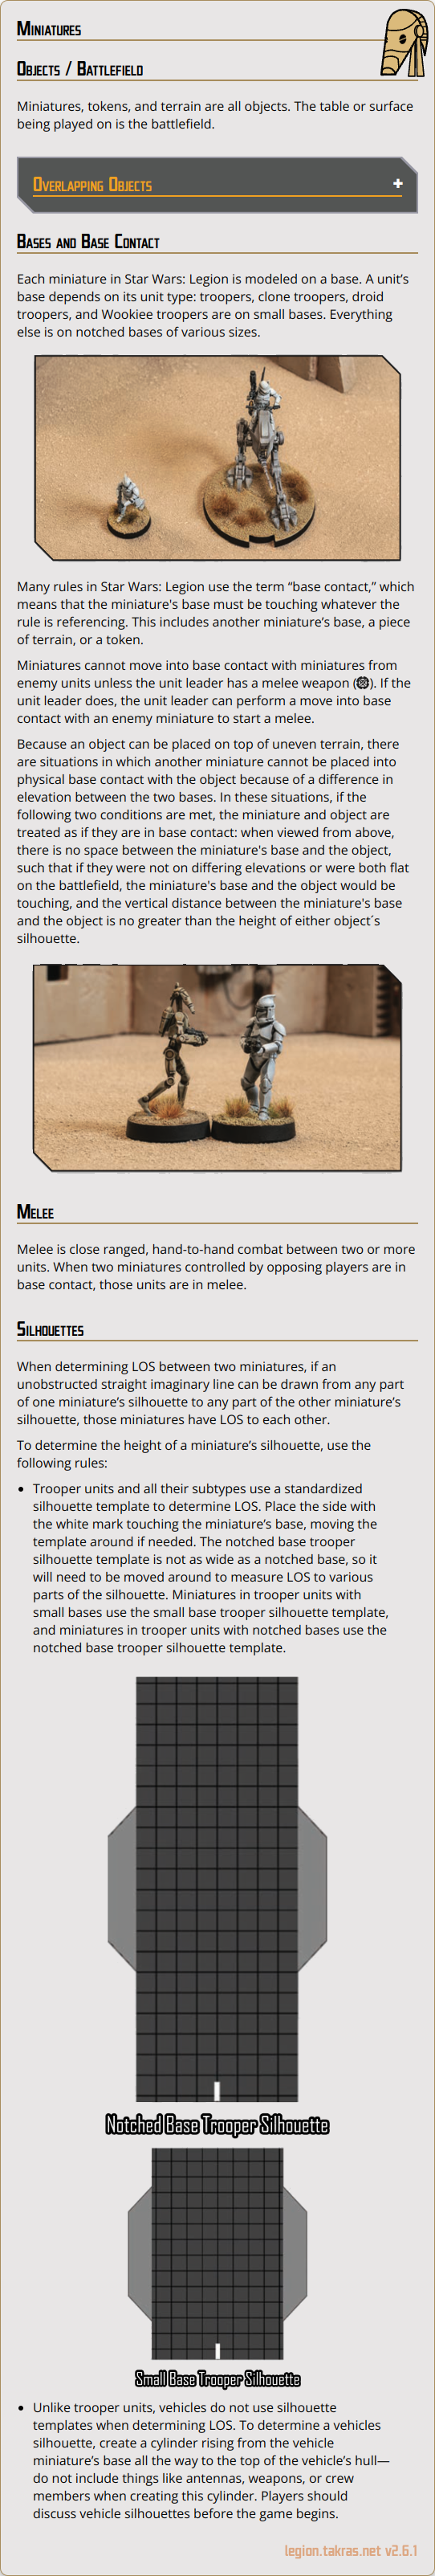 Miniatures
Objects / Battlefield
Miniatures, tokens, and terrain are all objects. The table or surface
being played on is the battlefield.
Overlapping Objects +
Bases and Base Contact
Each miniature in Star Wars: Legion is modeled on a base. A unit's
base depends on its unit type: troopers, clone troopers, droid
troopers, and Wookiee troopers are on small bases. Everything
else is on notched bases of various sizes.
Many rules in Star Wars: Legion use the term “base contact,” which
means that the miniature's base must be touching whatever the
rule is referencing. This includes another miniature’s base, a piece
of terrain, or a token.
Miniatures cannot move into base contact with miniatures from
enemy units unless the unit leader has a melee weapon (). If the
unit leader does, the unit leader can perform a move into base
contact with an enemy miniature to start a melee.
Because an object can be placed on top of uneven terrain, there
are situations in which another miniature cannot be placed into
physical base contact with the object because of a difference in
elevation between the two bases. In these situations, if the
following two conditions are met, the miniature and object are
treated as if they are in base contact: when viewed from above,
there is no space between the miniature's base and the object,
such that if they were not on differing elevations or were both flat
on the battlefield, the miniature's base and the object would be
touching, and the vertical distance between the miniature's base
and the object is no greater than the height of either object´s
silhouette.
Melee
Melee is close ranged, hand-to-hand combat between two or more
units. When two miniatures controlled by opposing players are in
base contact, those units are in melee.
Silhouettes
When determining LOS between two miniatures, if an
unobstructed straight imaginary line can be drawn from any part
of one miniature’s silhouette to any part of the other miniature’s
silhouette, those miniatures have LOS to each other.
To determine the height of a miniature’s silhouette, use the
following rules:
• Trooper units and all their subtypes use a standardized
silhouette template to determine LOS. Place the side with
the white mark touching the miniature’s base, moving the
template around if needed. The notched base trooper
silhouette template is not as wide as a notched base, so it
will need to be moved around to measure LOS to various
parts of the silhouette. Miniatures in trooper units with
small bases use the small base trooper silhouette template,
and miniatures in trooper units with notched bases use the
notched base trooper silhouette template.
Notched Base Trooper Silhouette
Small Base Trooper Silhouette
• Unlike trooper units, vehicles do not use silhouette
templates when determining LOS. To determine a vehicles
silhouette, create a cylinder rising from the vehicle
miniature’s base all the way to the top of the vehicle’s hull—
do not include things like antennas, weapons, or crew
members when creating this cylinder. Players should
discuss vehicle silhouettes before the game begins.
legion.takras.net v2.6.1